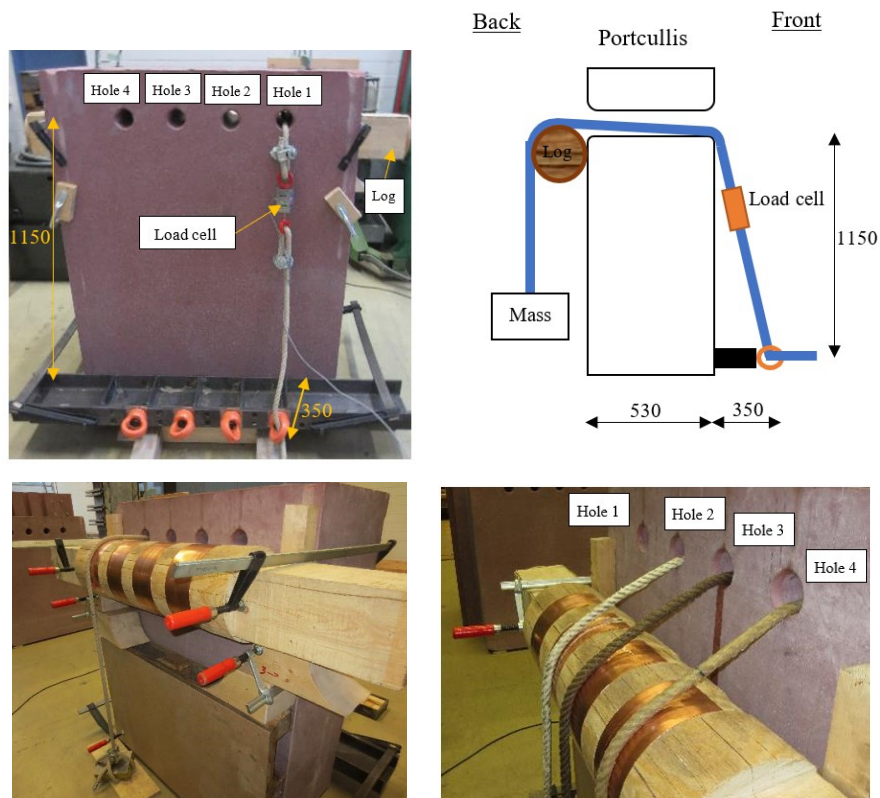 Hole 4
Hole 3
Hole 2
Hole 1
Log
Load cell
1150
350
Back
Front
Portcullis
Log
Load cell
1150
Mass
530
350
Hole 1
Hole 2
Hole 3
Hole 4